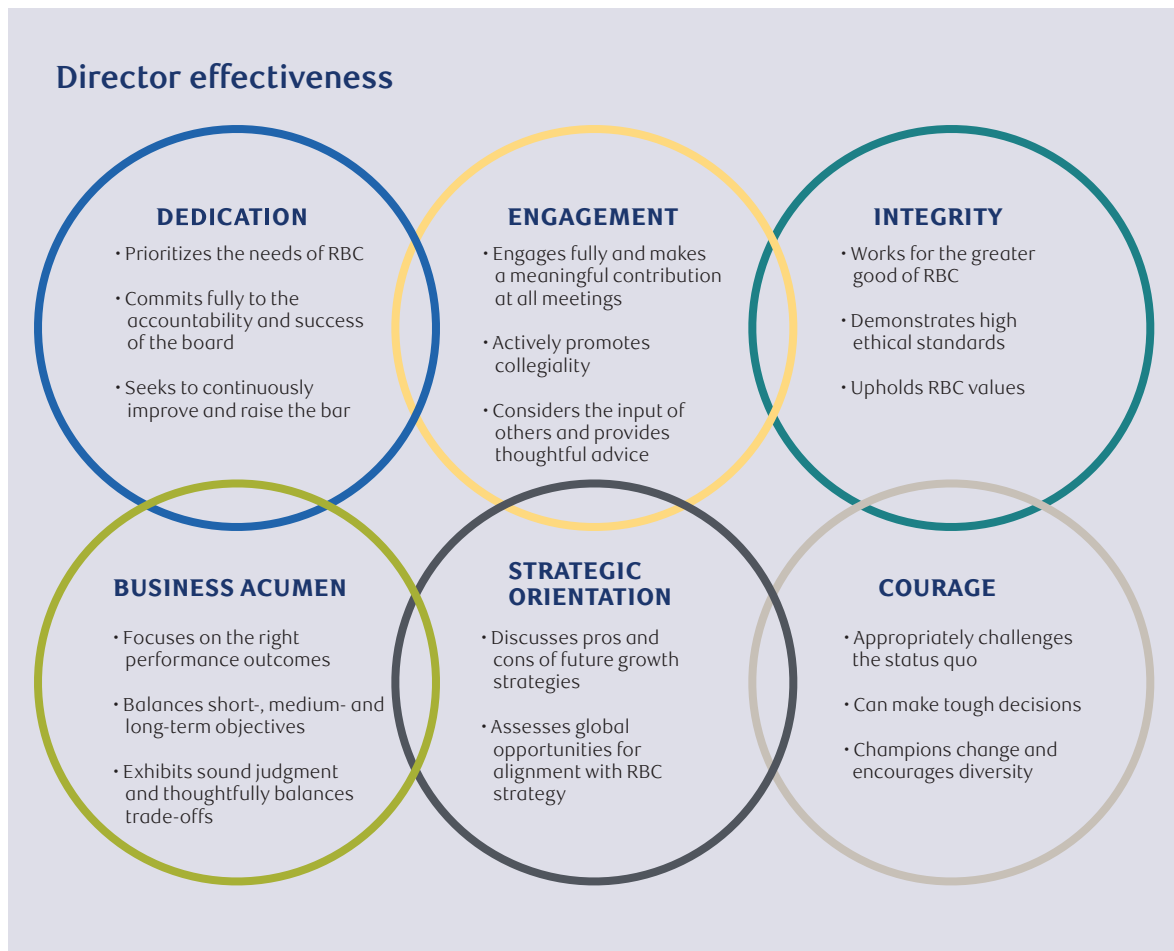 Director effectiveness
DEDICATION
• Prioritizes the needs of RBC
• Commits fully to the
accountability and success
of the board
• Seeks to continuously
improve and raise the bar
ENGAGEMENT
• Engages fully and makes
a meaningful contribution
at all meetings
• Actively promotes
collegiality
• Considers the input of
others and provides
thoughtful advice
INTEGRITY
• Works for the greater
good of RBC
• Demonstrates high
ethical standards
• Upholds RBC values
BUSINESS ACUMEN
• Focuses on the right
performance outcomes
• Balances short-, medium- and
long-term objectives
• Exhibits sound judgment
and thoughtfully balances
trade-offs
STRATEGIC
ORIENTATION
• Discusses pros and
cons of future growth
strategies
• Assesses global
opportunities for
alignment with RBC
strategy
COURAGE
• Appropriately challenges
the status quo
• Can make tough decisions
• Champions change and
encourages diversity